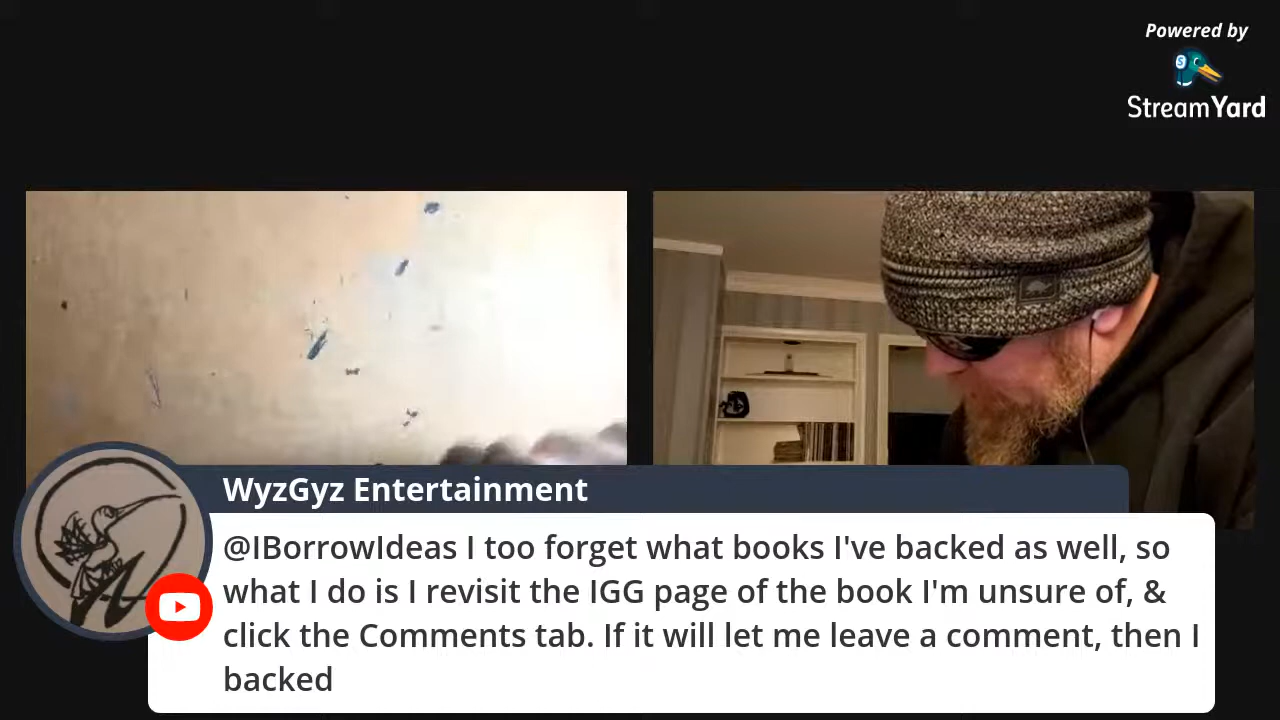 Powered by
StreamYard
WyzGyz Entertainment
@IBorrowIdeas I too forget what books I've backed as well, so
what I do is I revisit the IGG page of the book I'm unsure of, &
click the Comments tab. If it will let me leave a comment, then I
backed